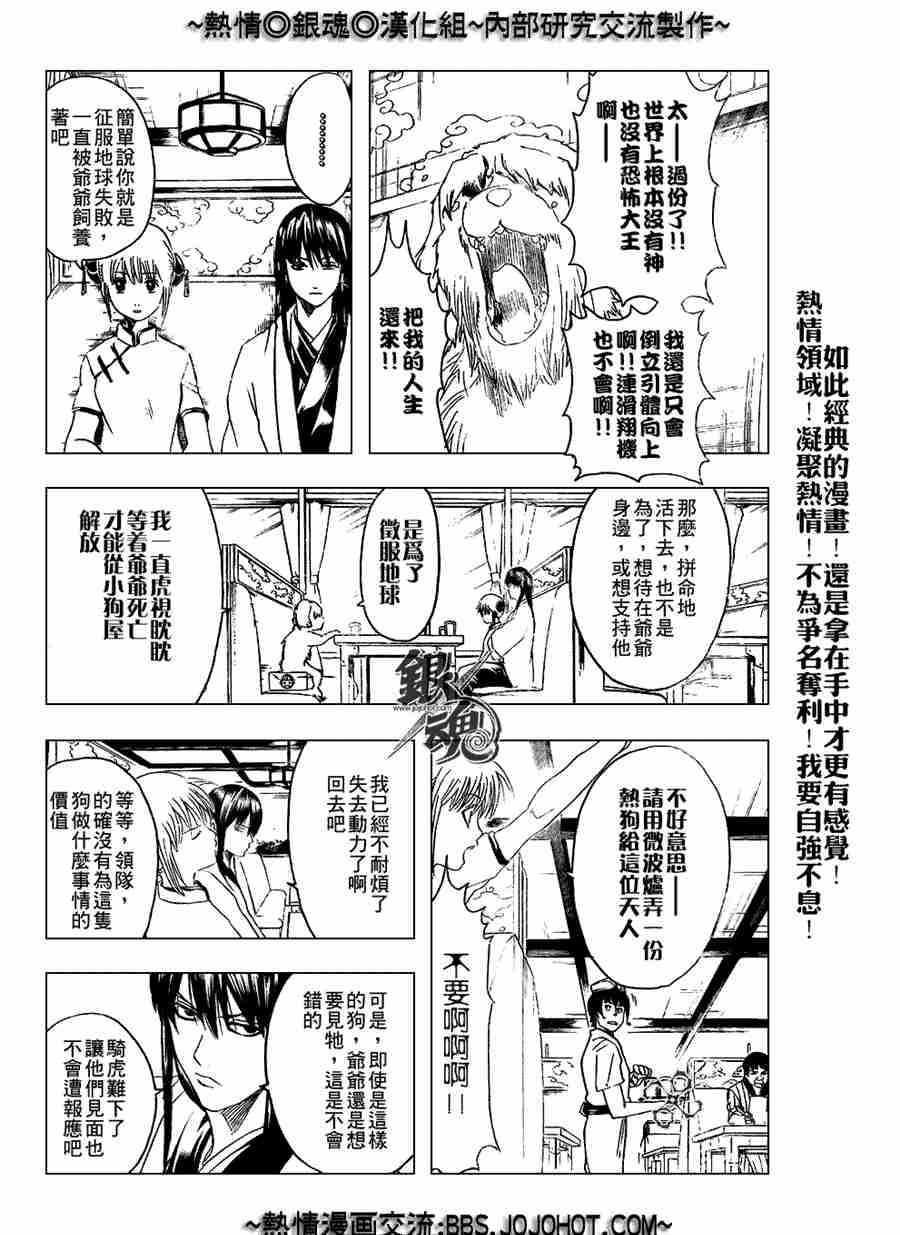 ~熱情◎銀魂◎漢化組~內部研究交流製作~
太——過份了!!
世界上根本沒有神
也沒有恐怖大王
啊——
我還是只會
倒立引體向上
啊!!連滑翔機
也不會啊!!
把我的人生
還來!!
………
簡單說你就是
征服地球失敗，
一直被爺爺飼養
著吧
那麼，拼命地
活下去，也不是
為了，想待在爺爺
身邊，或想支持他
是爲了
徵服地球
我一直虎視眈眈
等着爺爺死亡
才能從小狗屋
解放
銀魂
www.jojohot.com
不好意思——
請用微波爐弄一份
熱狗給這位天人
不要啊啊啊!!
我已經不耐煩了
失去動力了啊
回去吧
等等，領隊，
的確沒有為這隻
狗做什麼事情的
價值
可是，即使是這樣
的狗，爺爺還是想
要見牠，這是不會
錯的
騎虎難下了
讓他們見面也
不會遭報應吧
如此經典的漫畫！還是拿在手中才更有感覺！
熱情領域！凝聚熱情！不為爭名奪利！我要自強不息！
~熱情漫画交流:BBS.JOJOHOT.COM~